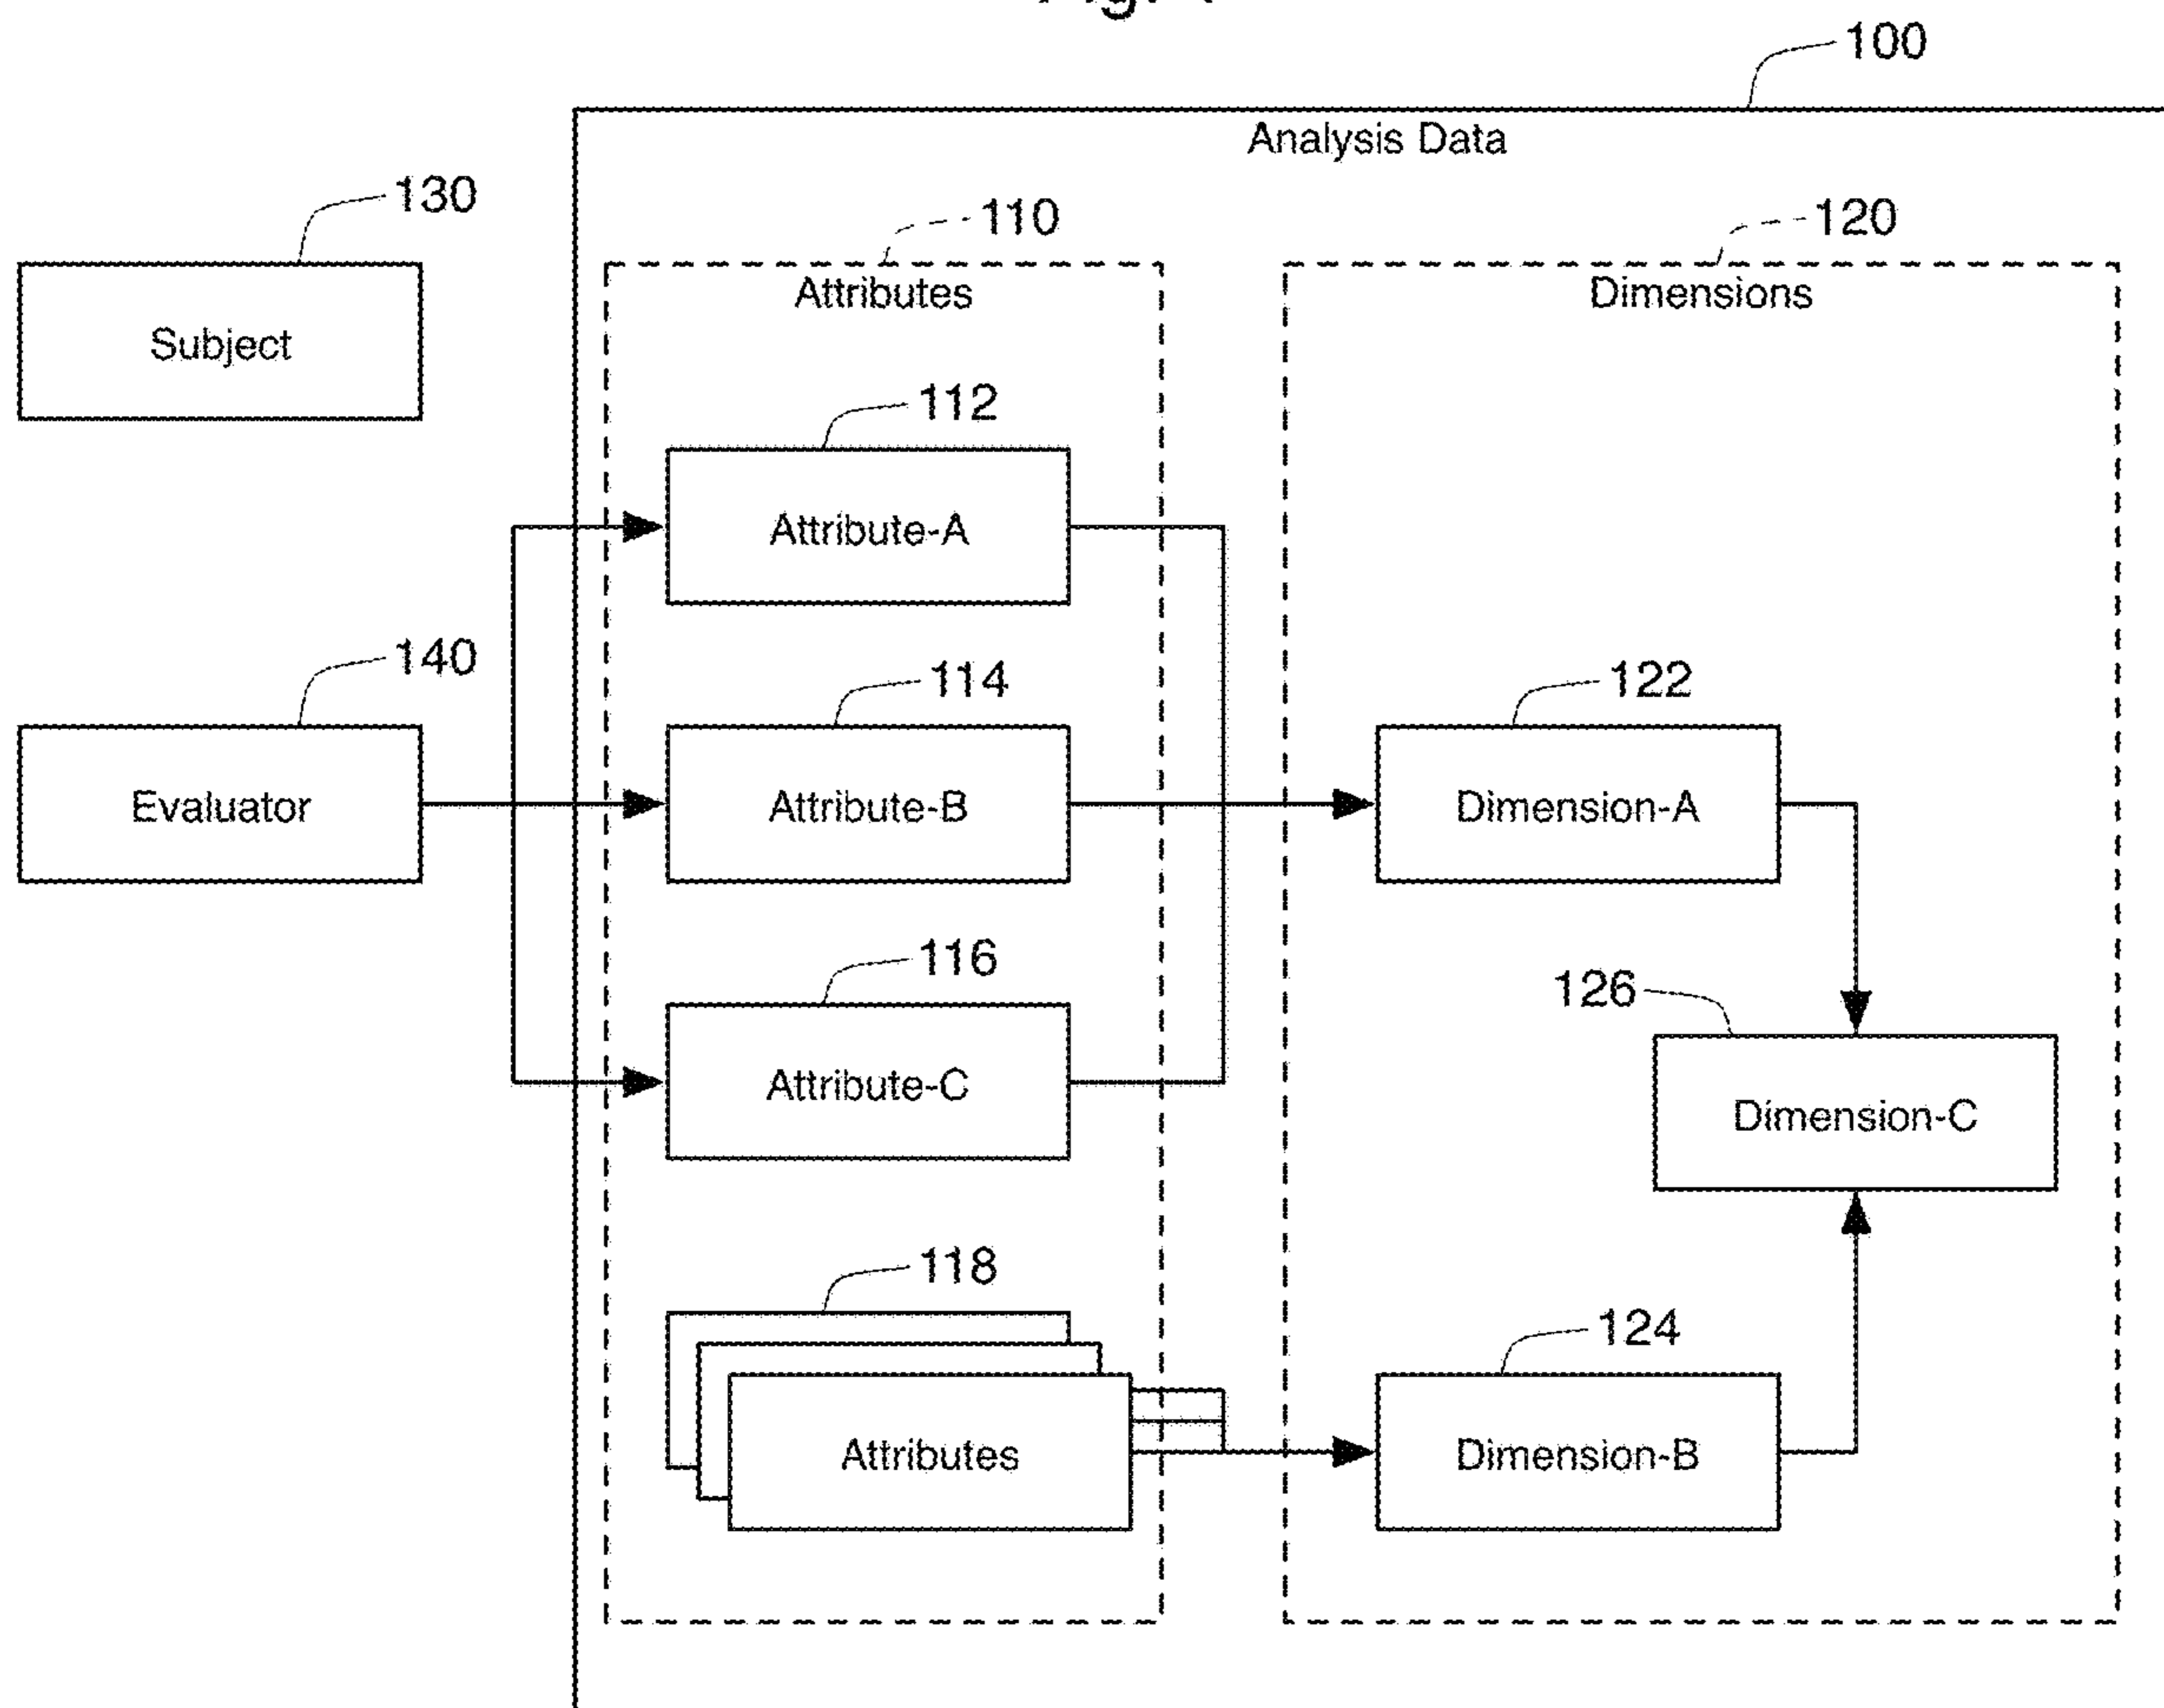 100
Analysis Data
130
110
120
Subject
Attributes
Dimensions
112
Attribute-A
140
114
122
Evaluator
Attribute-B
Dimension-A
116
126
Attribute-C
Dimension-C
118
124
Attributes
Dimension-B